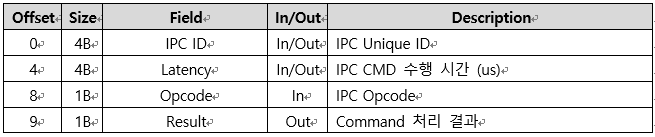 Offset Size Field In/Out Description
0 4B IPC ID In/Out IPC Unique ID
4 4B Latency In/Out IPC CMD 수행 시간 (us)
8 1B Opcode In IPC Opcode
9 1B Result Out Command 처리 결과